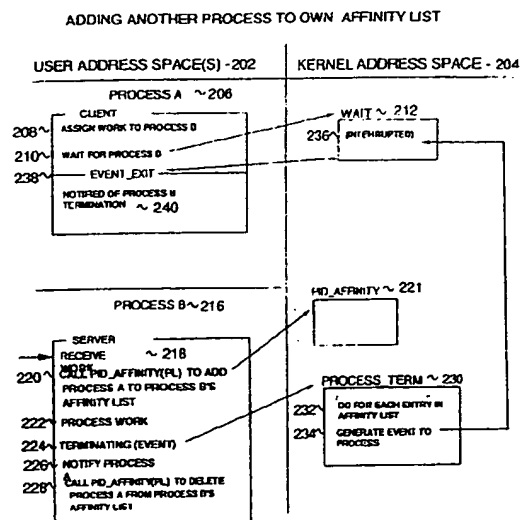 ADDING ANOTHER PROCESS TO OWN AFFINITY LIST
USER ADDRESS SPACE(S) - 202
KERNEL ADDRESS SPACE - 204
PROCESS A ~ 206
CLIENT
208 ASSIGN WORK TO PROCESS B
210 WAIT FOR PROCESS B
238 EVENT_EXIT
NOTIFIED OF PROCESS B
TERMINATION ~ 240
WAIT ~ 212
236 (INTERRUPTED)
PROCESS B ~ 216
SERVER
RECEIVE ~ 218
WORK
220 CALL PID_AFFINITY(PL) TO ADD
PROCESS A TO PROCESS B'S
AFFINITY LIST
222 PROCESS WORK
224 TERMINATING (EVENT)
226 NOTIFY PROCESS
A
228 CALL PID_AFFINITY(PL) TO DELETE
PROCESS A FROM PROCESS B'S
AFFINITY LIST
PID_AFFINITY ~ 221
PROCESS_TERM ~ 230
232 DO FOR EACH ENTRY IN
AFFINITY LIST
234 GENERATE EVENT TO
PROCESS